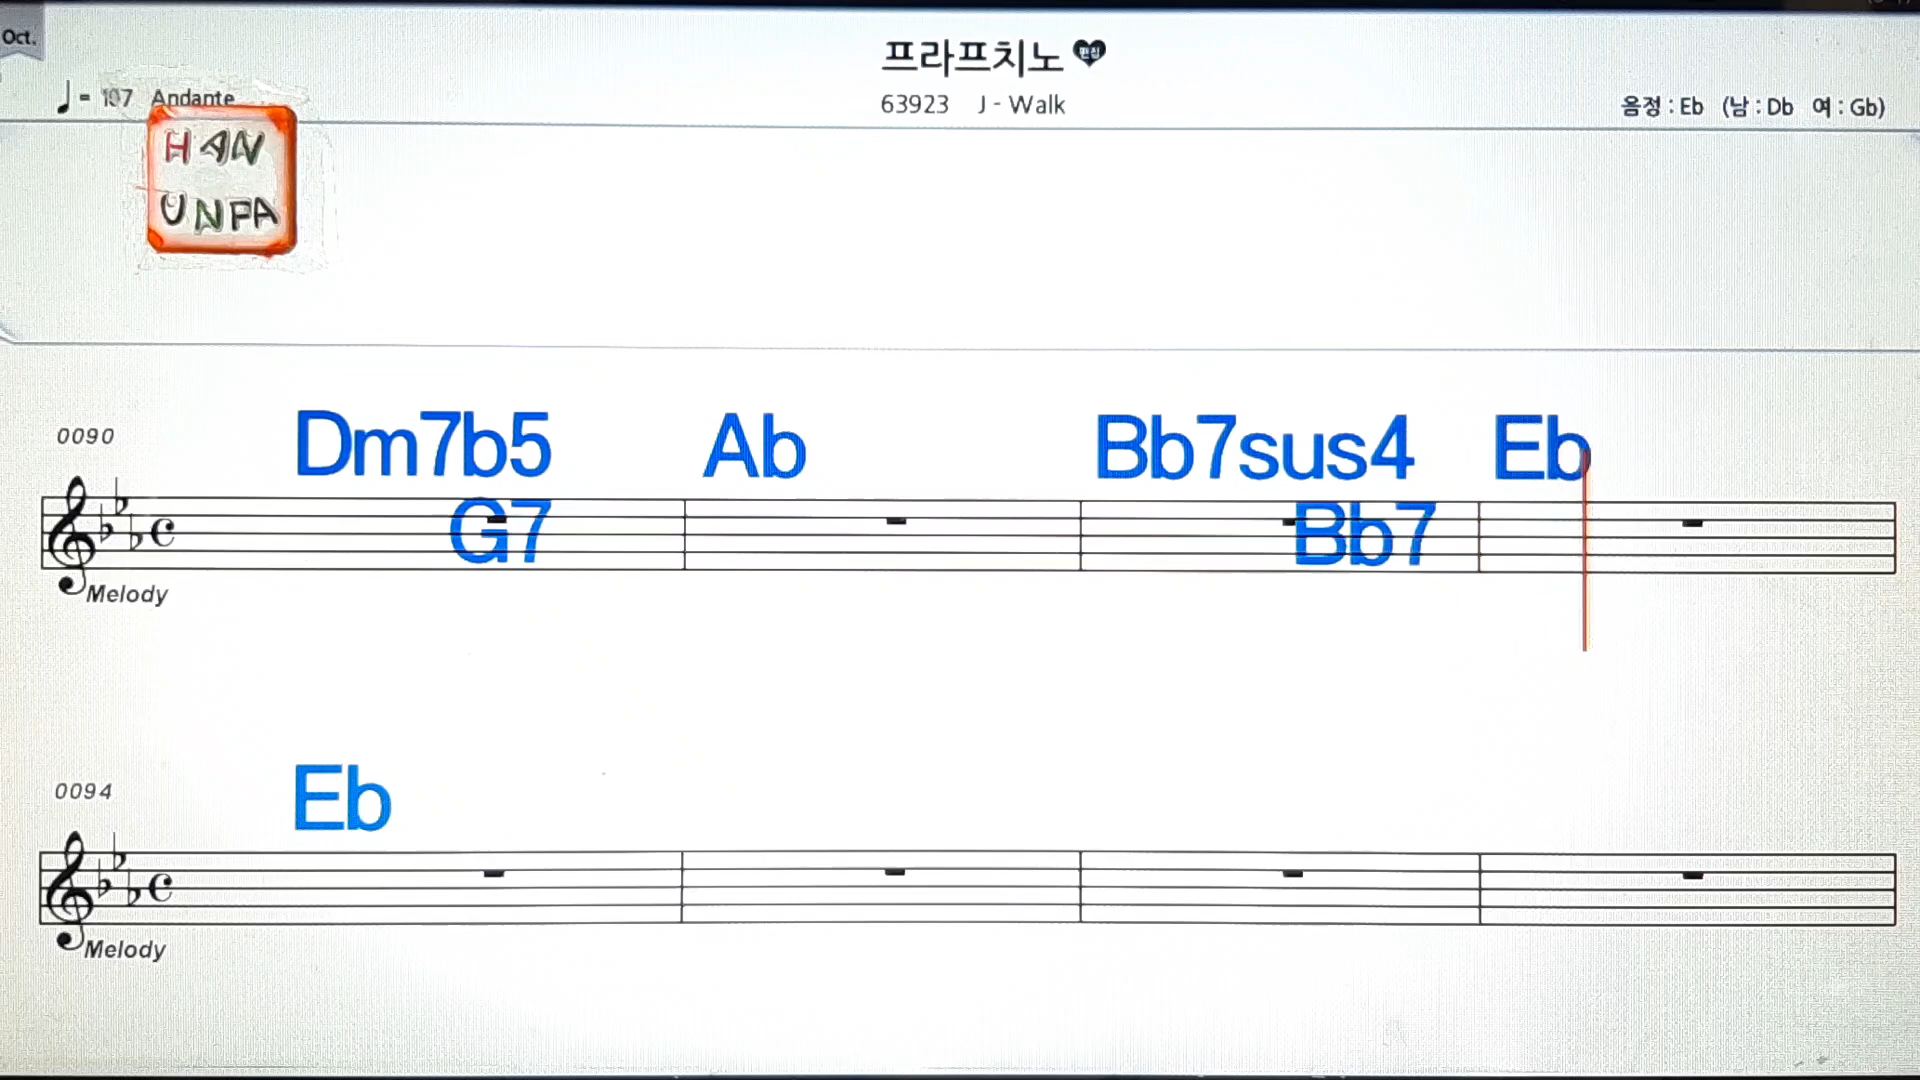 Oct.
프라프치노
♩= 107 Andante
63923 J - Walk
음정 : Eb (남 : Db 여 : Gb)
HAN
UNPA
0090
Dm7b5 Ab Bb7sus4 Eb
G7 Bb7
Melody
0094
Eb
Melody